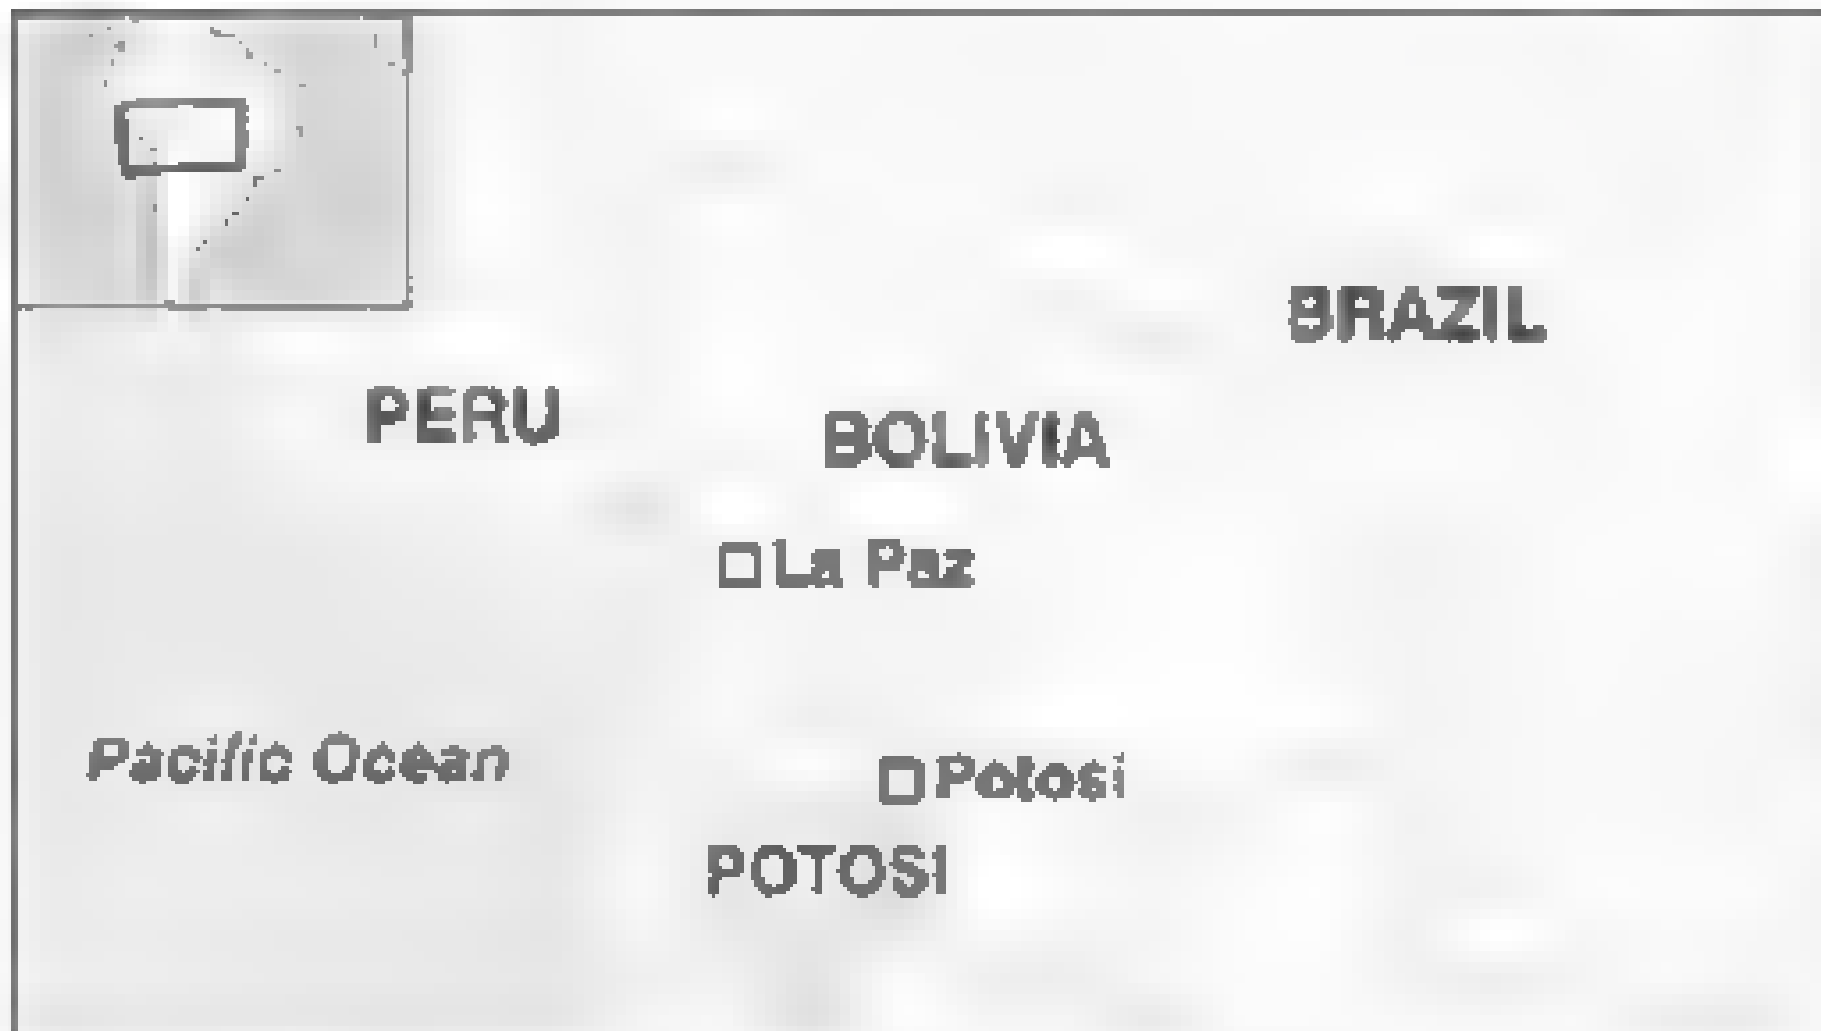 BRAZIL
PERU
BOLIVIA
La Paz
Pacific Ocean
Potosi
POTOSI